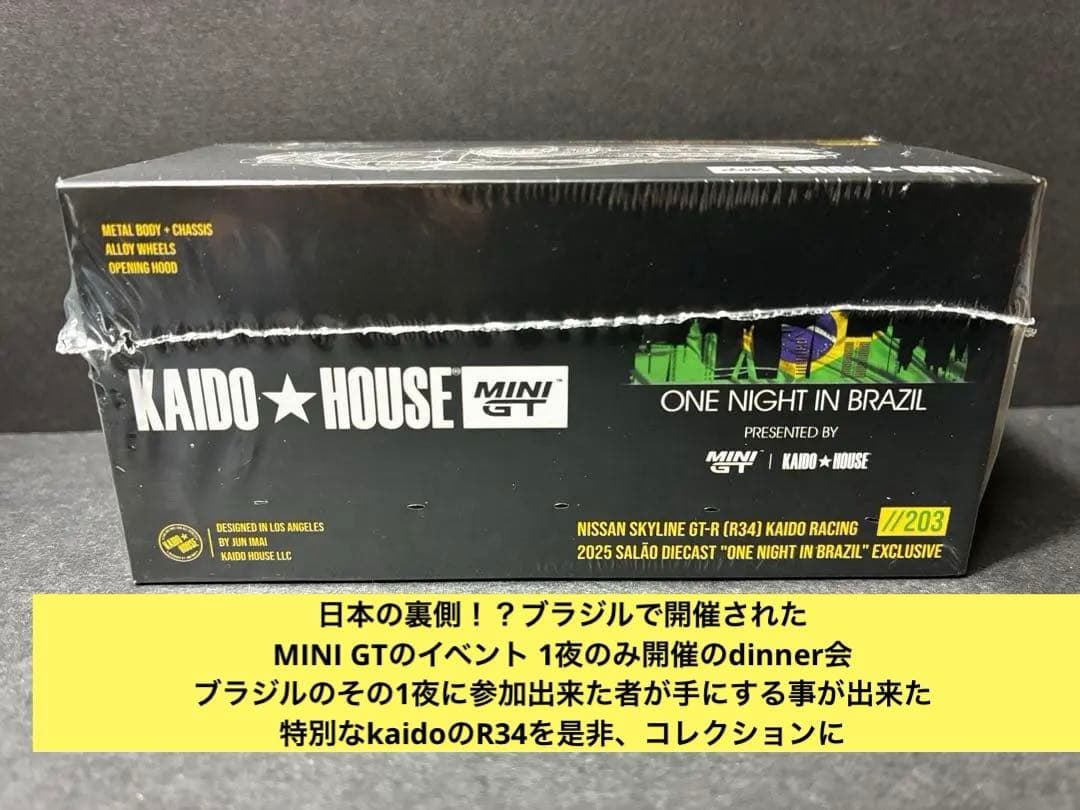 KAIDO★HOUSE
METAL BODY + CHASSIS
ALLOY WHEELS
OPENING HOOD
KAIDO★HOUSE MINI GT™
ONE NIGHT IN BRAZIL
PRESENTED BY
MINI GT | KAIDO★HOUSE
DESIGNED IN LOS ANGELES
BY JUN IMAI
KAIDO HOUSE LLC
NISSAN SKYLINE GT-R (R34) KAIDO RACING //203
2025 SALÃO DIECAST "ONE NIGHT IN BRAZIL" EXCLUSIVE
日本の裏側！？ブラジルで開催された
MINI GTのイベント 1夜のみ開催のdinner会
ブラジルのその1夜に参加出来た者が手にする事が出来た
特別なkaidoのR34を是非、コレクションに